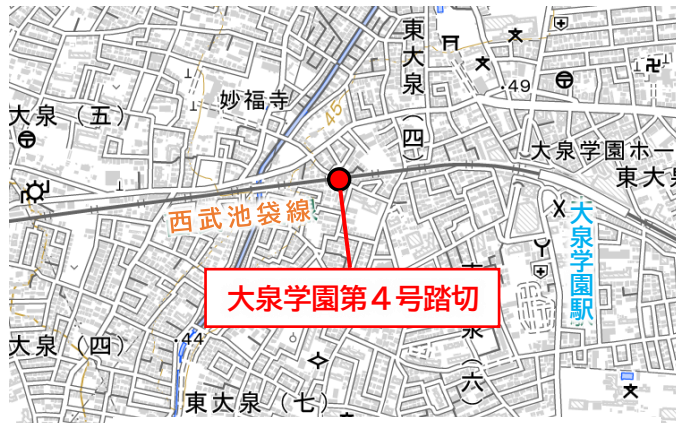 東大泉（四）
49
妙福寺
45
大泉（五）
大泉学園ホー
東大
西武池袋線
大泉学園駅
大泉学園第４号踏切
大泉（四）
44
泉（六）
東大泉（七）